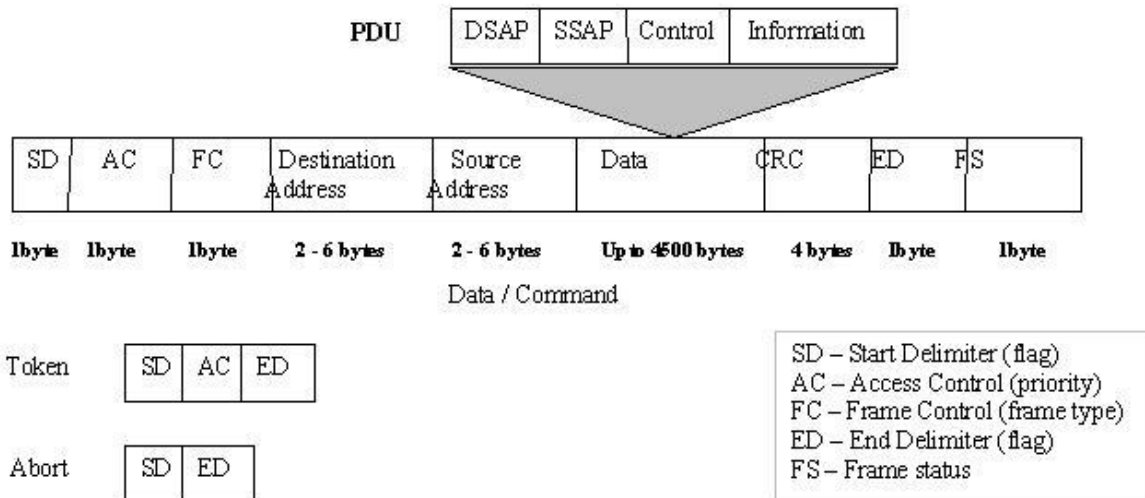 PDU DSAP SSAP Control Information
SD AC FC Destination Source Data CRC ED FS
Address Address
1byte 1byte 1byte 2 - 6 bytes 2 - 6 bytes Up to 4500 bytes 4 bytes 1byte 1byte
Data / Command
Token SD AC ED
Abort SD ED
SD – Start Delimiter (flag)
AC – Access Control (priority)
FC – Frame Control (frame type)
ED – End Delimiter (flag)
FS – Frame status